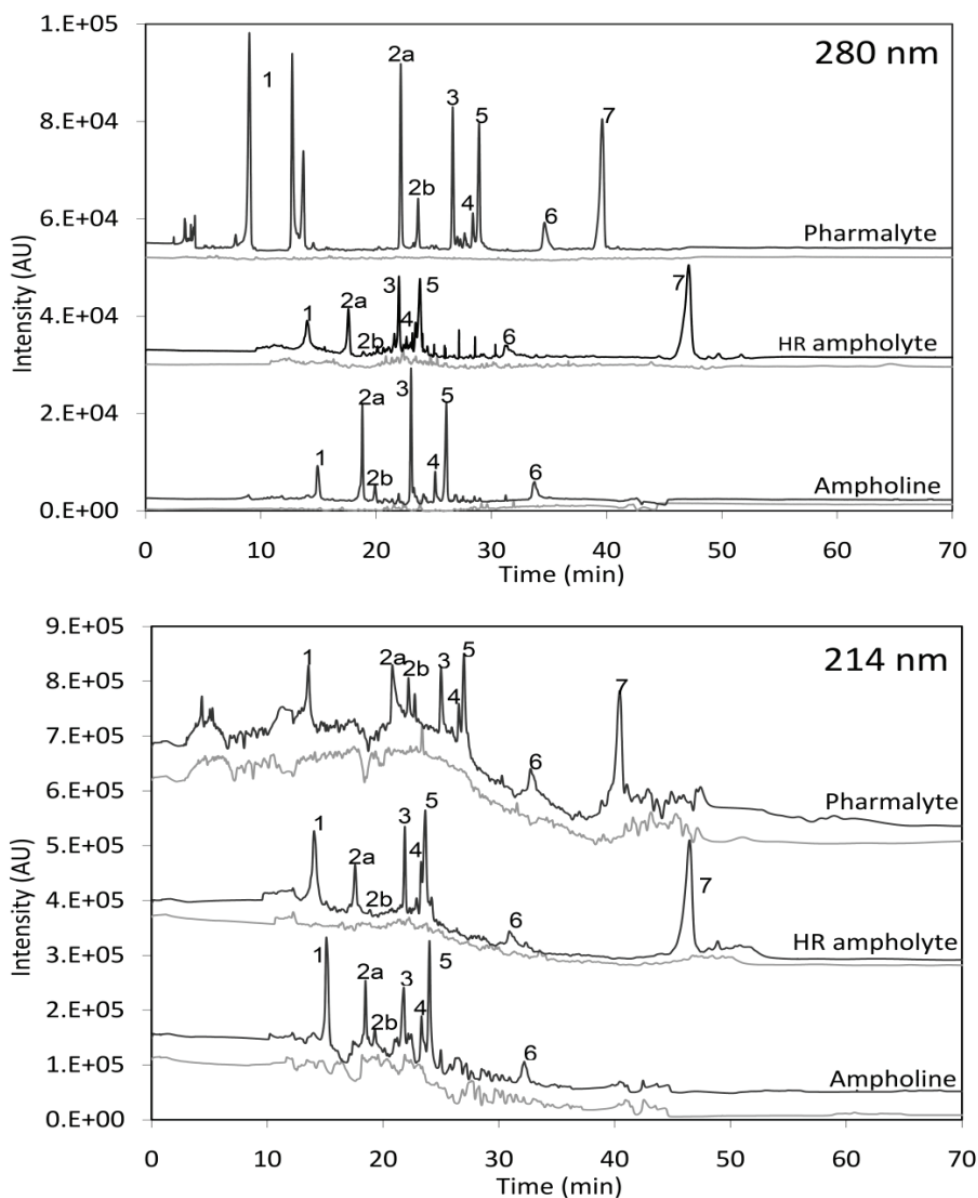 280 nm
Intensity (AU)
1.E+05
8.E+04
6.E+04
4.E+04
2.E+04
0.E+00
1
2a
2b
3
4
5
6
7
Pharmalyte
1
2a
2b
3
4
5
6
7
HR ampholyte
1
2a
2b
3
4
5
6
Ampholine
0 10 20 30 40 50 60 70
Time (min)
214 nm
Intensity (AU)
9.E+05
8.E+05
7.E+05
6.E+05
5.E+05
4.E+05
3.E+05
2.E+05
1.E+05
0.E+00
1
2a
2b
3
4
5
6
7
Pharmalyte
1
2a
2b
3
4
5
6
7
HR ampholyte
1
2a
2b
3
4
5
6
Ampholine
0 10 20 30 40 50 60 70
Time (min)